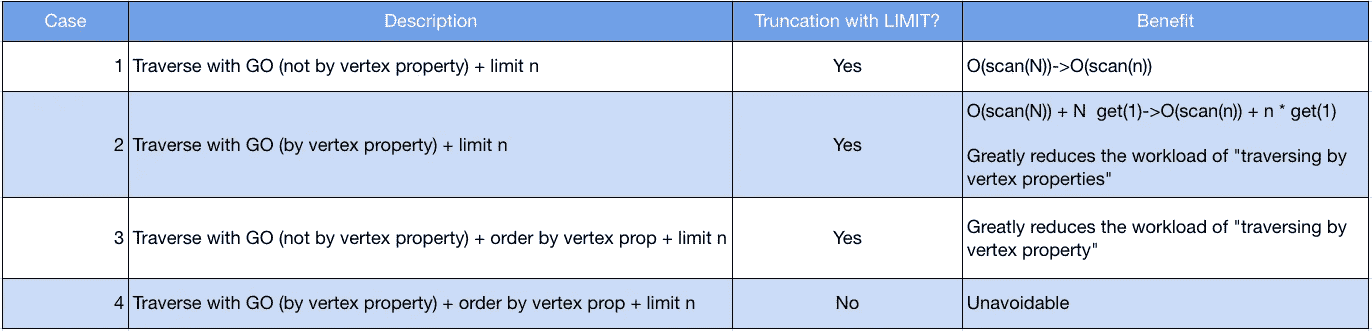 Case Description Truncation with LIMIT? Benefit
1 Traverse with GO (not by vertex property) + limit n Yes O(scan(N))->O(scan(n))
2 Traverse with GO (by vertex property) + limit n Yes O(scan(N)) + N  get(1)->O(scan(n)) + n * get(1)
Greatly reduces the workload of "traversing by
vertex properties"
3 Traverse with GO (not by vertex property) + order by vertex prop + limit n Yes Greatly reduces the workload of "traversing by
vertex property"
4 Traverse with GO (by vertex property) + order by vertex prop + limit n No Unavoidable